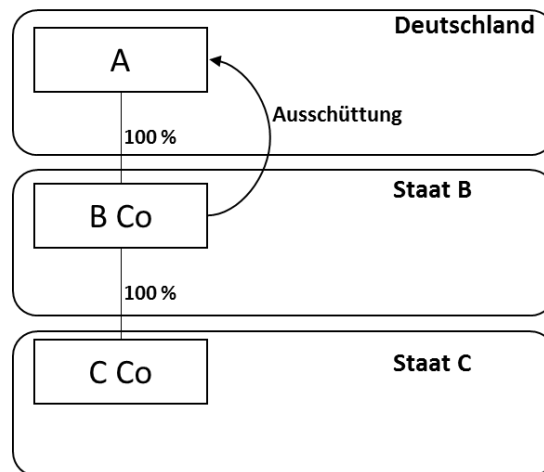 Deutschland
A
Ausschüttung
100 %
Staat B
B Co
100 %
Staat C
C Co